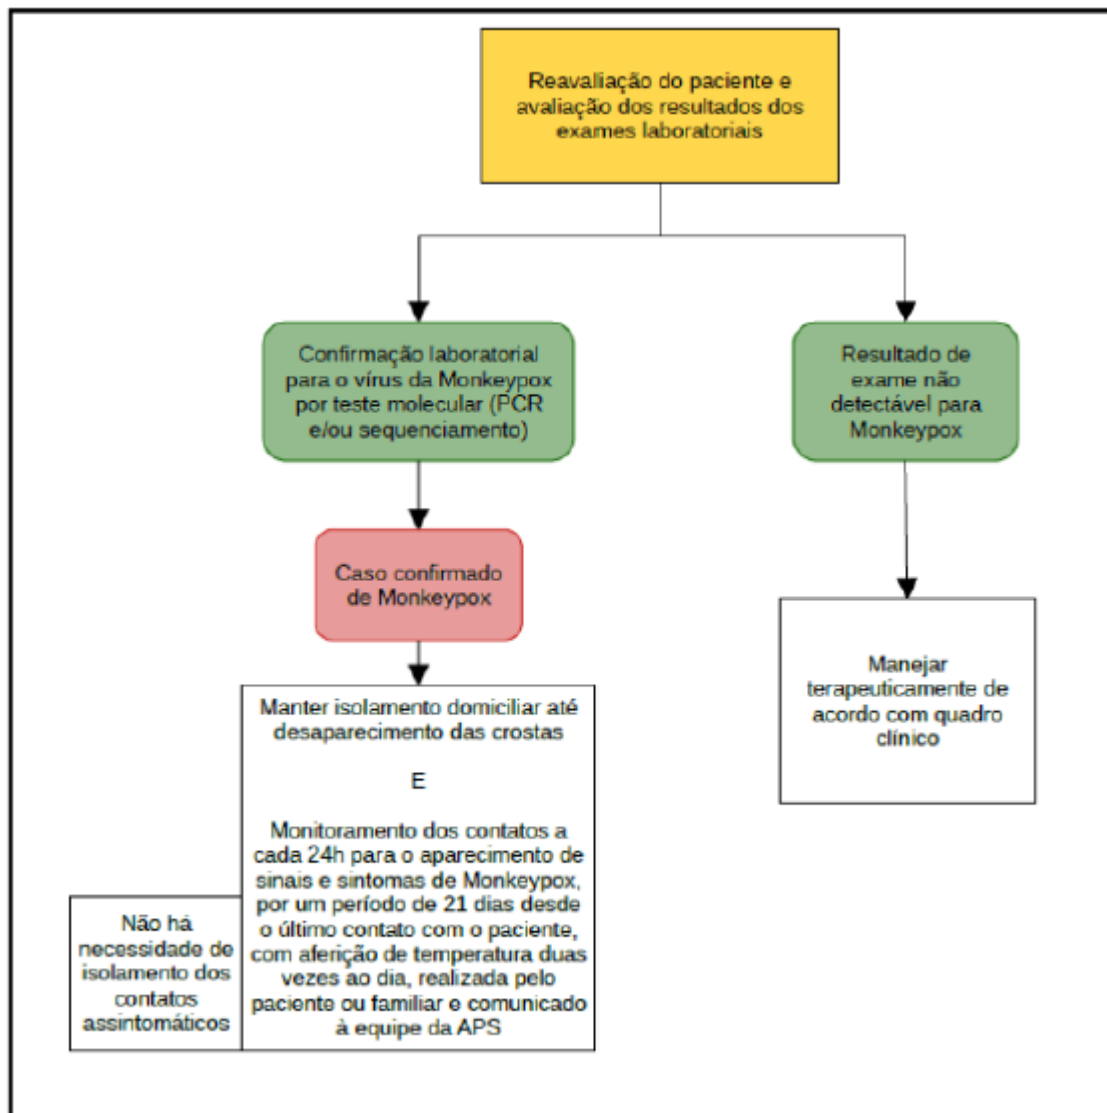 Reavaliação do paciente e
avaliação dos resultados dos
exames laboratoriais
Confirmação laboratorial
para o vírus da Monkeypox
por teste molecular (PCR
e/ou sequenciamento)
Resultado de
exame não
detectável para
Monkeypox
Caso confirmado
de Monkeypox
Manter isolamento domiciliar até
desaparecimento das crostas
E
Monitoramento dos contatos a
cada 24h para o aparecimento de
sinais e sintomas de Monkeypox,
por um período de 21 dias desde
o último contato com o paciente,
com aferição de temperatura duas
vezes ao dia, realizada pelo
paciente ou familiar e comunicado
à equipe da APS
Não há
necessidade de
isolamento dos
contatos
assintomáticos
Manejar
terapeuticamente de
acordo com quadro
clínico